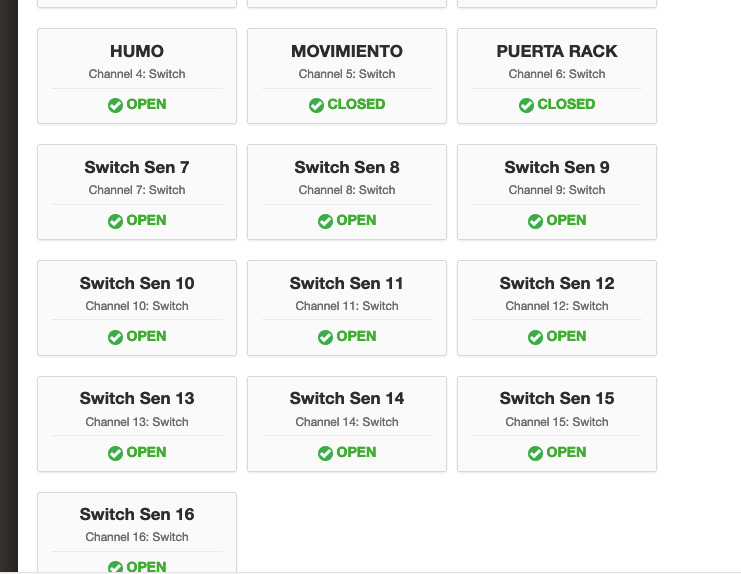 HUMO
Channel 4: Switch
OPEN
MOVIMIENTO
Channel 5: Switch
CLOSED
PUERTA RACK
Channel 6: Switch
CLOSED
Switch Sen 7
Channel 7: Switch
OPEN
Switch Sen 8
Channel 8: Switch
OPEN
Switch Sen 9
Channel 9: Switch
OPEN
Switch Sen 10
Channel 10: Switch
OPEN
Switch Sen 11
Channel 11: Switch
OPEN
Switch Sen 12
Channel 12: Switch
OPEN
Switch Sen 13
Channel 13: Switch
OPEN
Switch Sen 14
Channel 14: Switch
OPEN
Switch Sen 15
Channel 15: Switch
OPEN
Switch Sen 16
Channel 16: Switch
OPEN